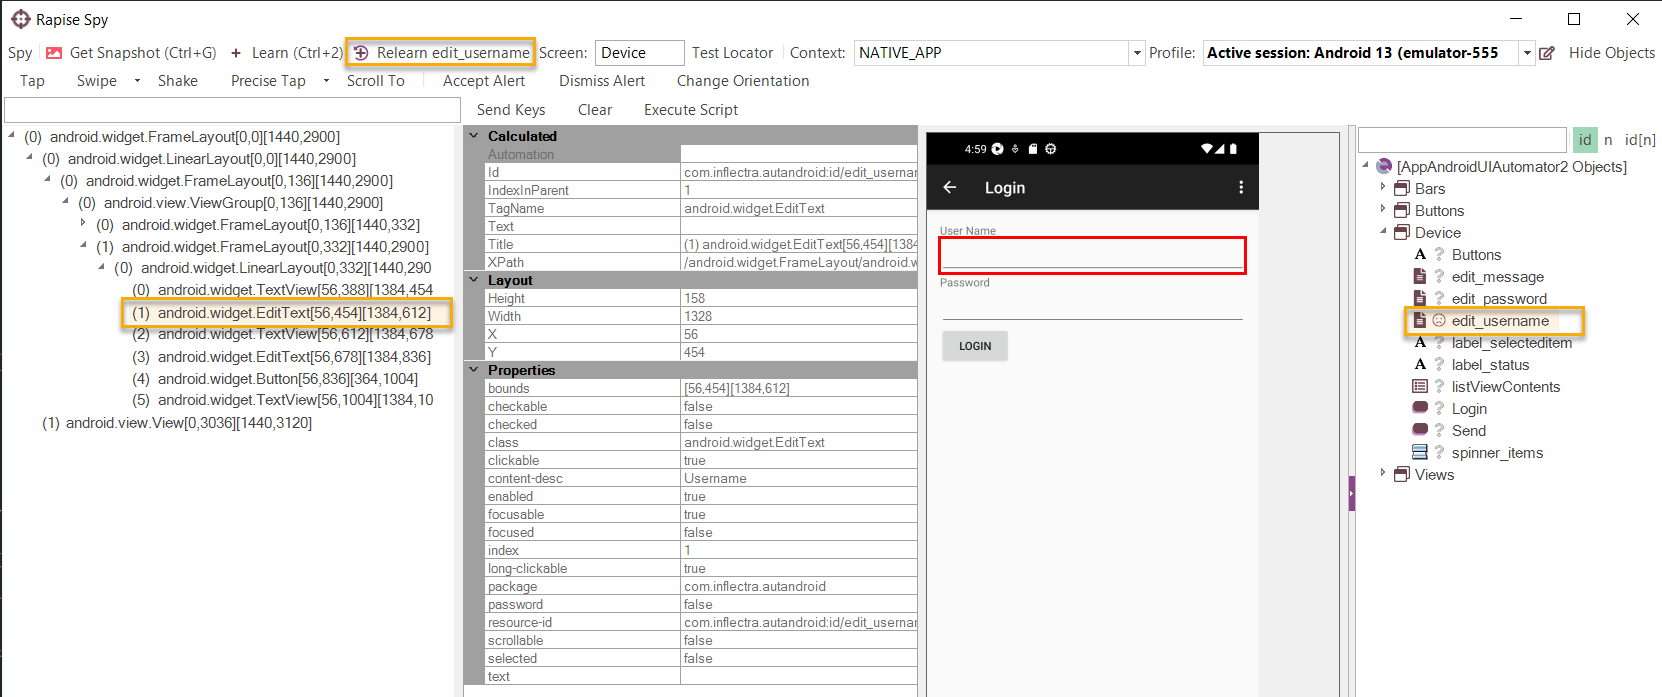 Rapise Spy
Spy Get Snapshot (Ctrl+G) + Learn (Ctrl+2) Relearn edit_username Screen: Device Test Locator Context: NATIVE_APP Profile: Active session: Android 13 (emulator-555 Hide Objects
Tap Swipe Shake Precise Tap Scroll To Accept Alert Dismiss Alert Change Orientation
Send Keys Clear Execute Script
(0) android.widget.FrameLayout[0,0][1440,2900]
(0) android.widget.LinearLayout[0,0][1440,2900]
(0) android.widget.FrameLayout[0,136][1440,2900]
(0) android.view.ViewGroup[0,136][1440,2900]
(0) android.widget.FrameLayout[0,136][1440,332]
(1) android.widget.FrameLayout[0,332][1440,2900]
(0) android.widget.LinearLayout[0,332][1440,290
(0) android.widget.TextView[56,388][1384,454
(1) android.widget.EditText[56,454][1384,612]
(2) android.widget.TextView[56,612][1384,678
(3) android.widget.EditText[56,678][1384,836]
(4) android.widget.Button[56,836][364,1004]
(5) android.widget.TextView[56,1004][1384,10
(1) android.view.View[0,3036][1440,3120]
Calculated
Automation
Id com.inflectra.autandroid:id/edit_usernar
IndexInParent 1
TagName android.widget.EditText
Text
Title (1) android.widget.EditText[56,454][1384
XPath /android.widget.FrameLayout/android.w
Layout
Height 158
Width 1328
X 56
Y 454
Properties
bounds [56,454][1384,612]
checkable false
checked false
class android.widget.EditText
clickable true
content-desc Username
enabled true
focusable true
focused false
index 1
long-clickable true
package com.inflectra.autandroid
password false
resource-id com.inflectra.autandroid:id/edit_usernar
scrollable false
selected false
text
4:59
Login
User Name
Password
LOGIN
id n id[n]
[AppAndroidUIAutomator2 Objects]
Bars
Buttons
Device
A ? Buttons
? edit_message
? edit_password
edit_username
A ? label_selecteditem
A ? label_status
? listViewContents
? Login
? Send
? spinner_items
Views